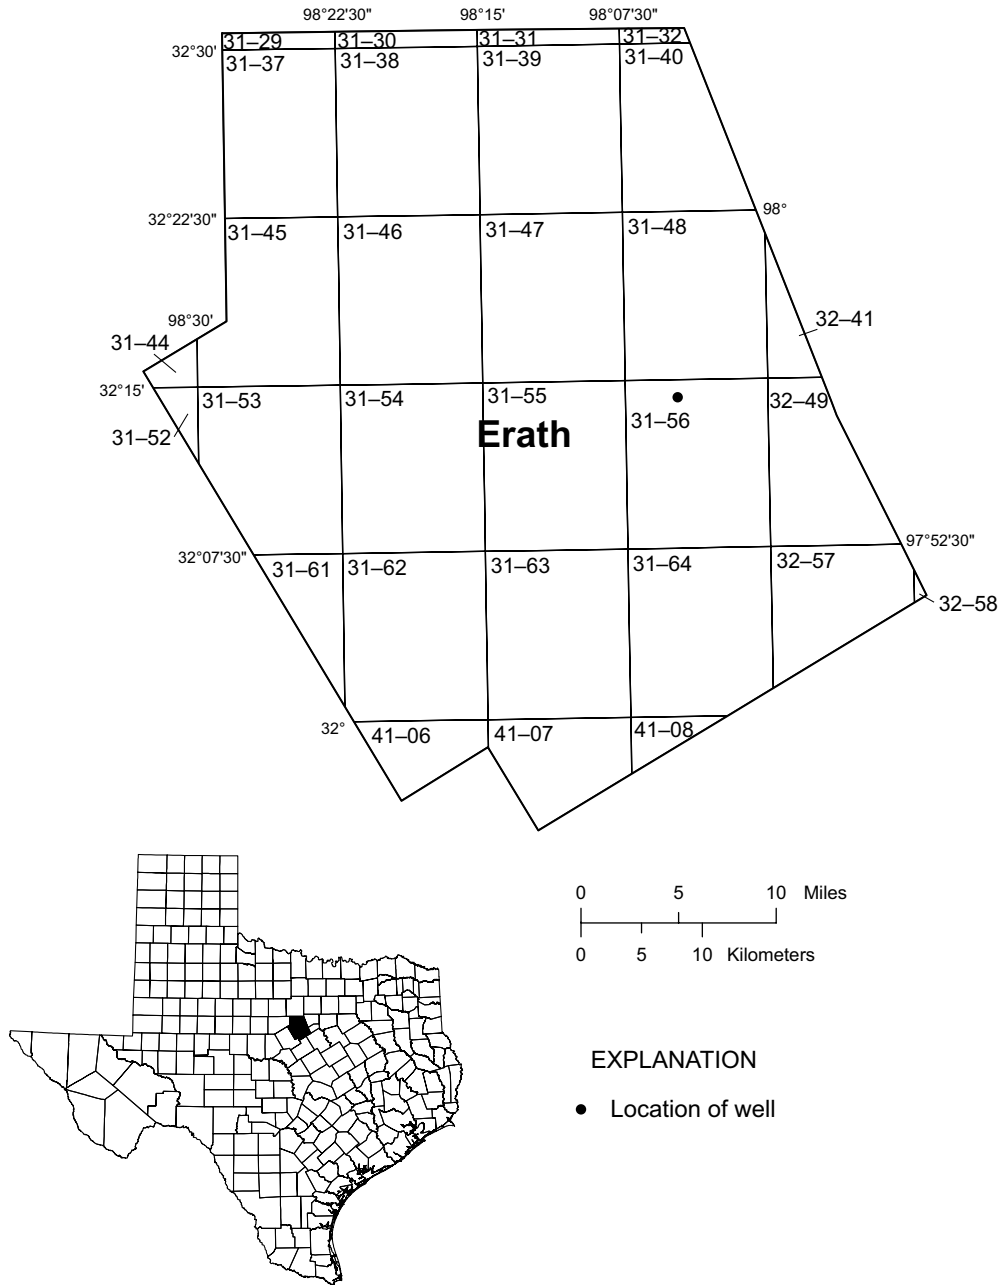 98°22'30" 98°15' 98°07'30"
31–29 31–30 31–31 31–32
32°30'
31–37 31–38 31–39 31–40
32°22'30" 98°
31–45 31–46 31–47 31–48
98°30' 32–41
31–44
32°15'
31–53 31–54 31–55 32–49
31–56
31–52 Erath
32°07'30" 97°52'30"
31–61 31–62 31–63 31–64 32–57
32–58
32°
41–06 41–07 41–08
0 5 10 Miles
0 5 10 Kilometers
EXPLANATION
Location of well